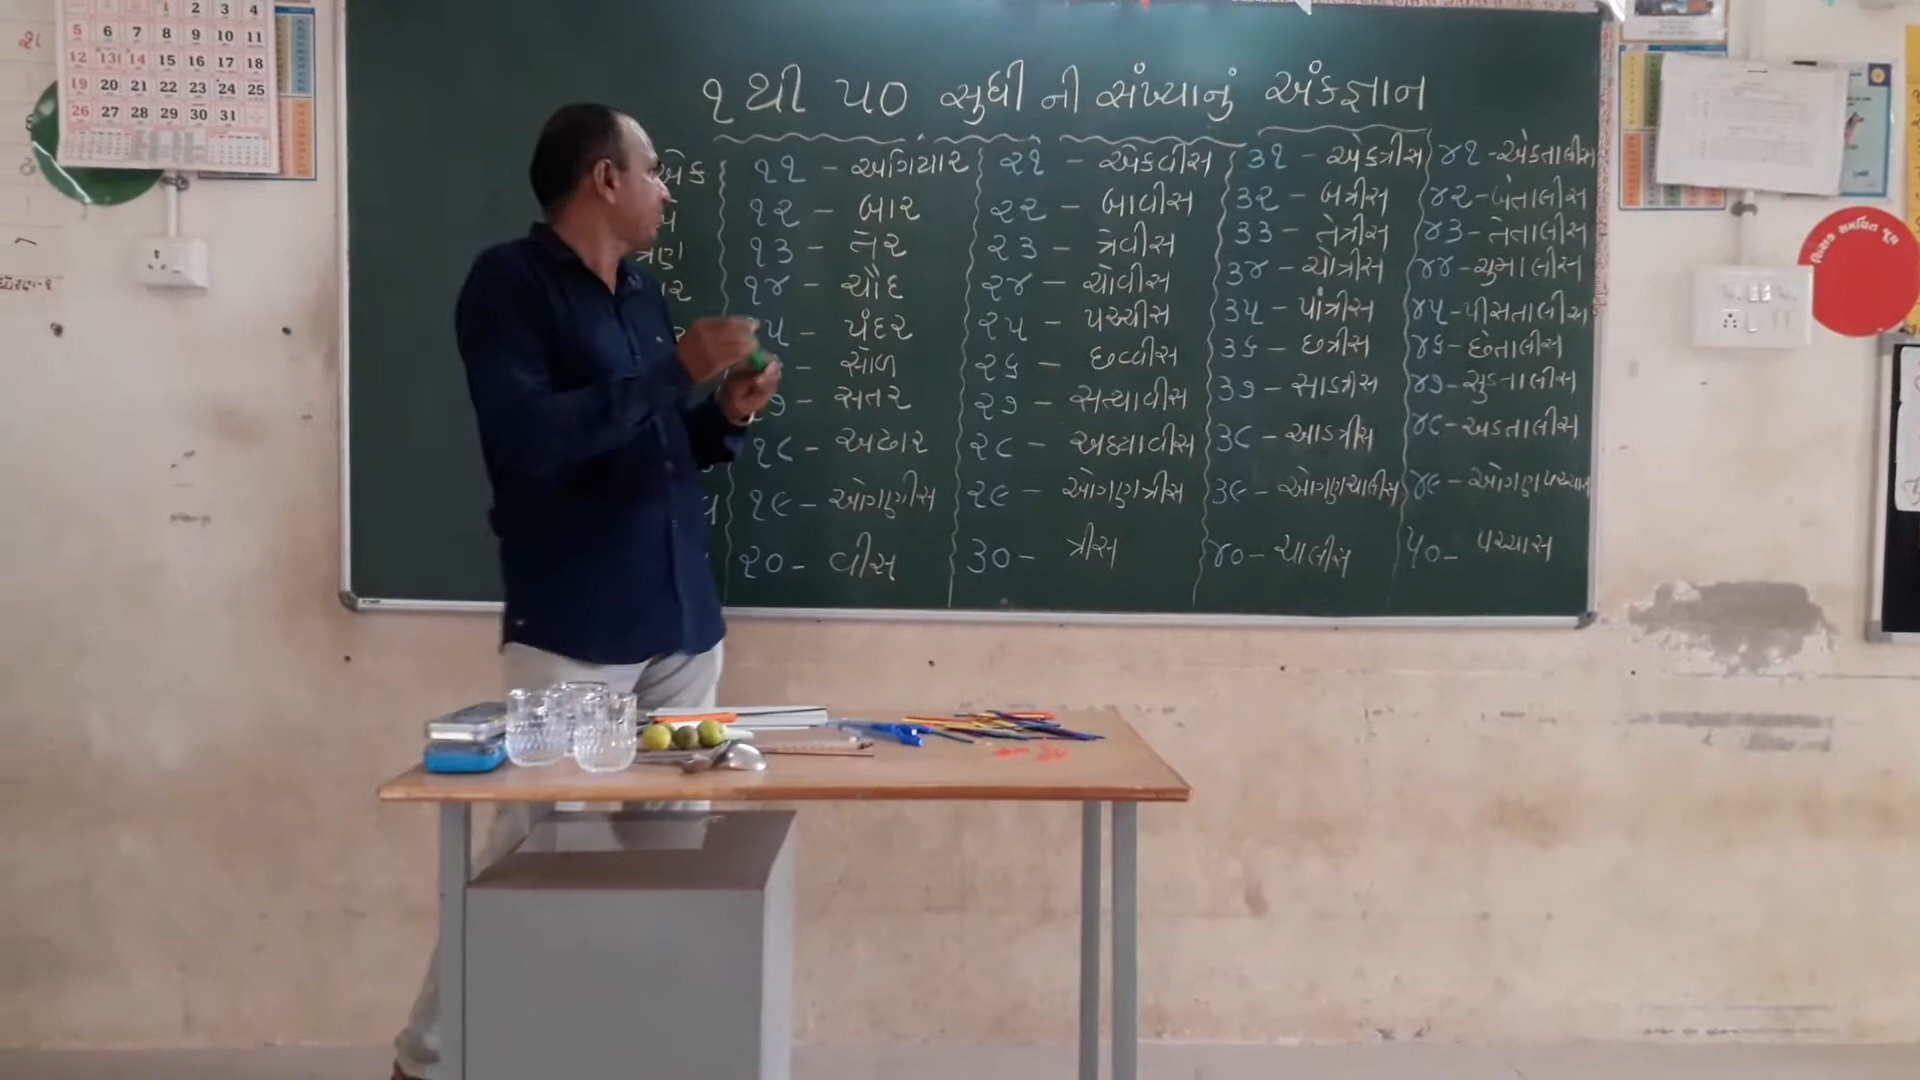 ૧ થી ૫૦ સુધી ની સંખ્યાનું અંકજ્ઞાન
એક
ત્રણ
૧૧ - અગિયાર
૧૨ - બાર
૧૩ - તેર
૧૪ - ચૌદ
૫ - પંદર
- સોળ
૭ - સતર
૧૮ - અઢાર
૧૯ - ઓગણીસ
૨૦ - વીસ
૨૧ - એકવીસ
૨૨ - બાવીસ
૨૩ - ત્રેવીસ
૨૪ - ચોવીસ
૨૫ - પચ્ચીસ
૨૬ - છવ્વીસ
૨૭ - સત્યાવીસ
૨૮ - અઠ્યાવીસ
૨૯ - ઓગણત્રીસ
૩૦ - ત્રીસ
૩૧ - એકત્રીસ
૩૨ - બત્રીસ
૩૩ - તેત્રીસ
૩૪ - ચોત્રીસ
૩૫ - પાંત્રીસ
૩૬ - છત્રીસ
૩૭ - સાડત્રીસ
૩૮ - આડત્રીસ
૩૯ - ઓગણચાલીસ
૪૦ - ચાલીસ
૪૧ - એકતાલીસ
૪૨ - બેતાલીસ
૪૩ - તેતાલીસ
૪૪ - ચુમાલીસ
૪૫ - પીસતાલીસ
૪૬ - છેતાલીસ
૪૭ - સુડતાલીસ
૪૮ - અડતાલીસ
૪૯ - ઓગણપચ્ચાસ
૫૦ - પચ્ચાસ
1 2 3 4
5 6 7 8 9 10 11
12 13 14 15 16 17 18
19 20 21 22 23 24 25
26 27 28 29 30 31